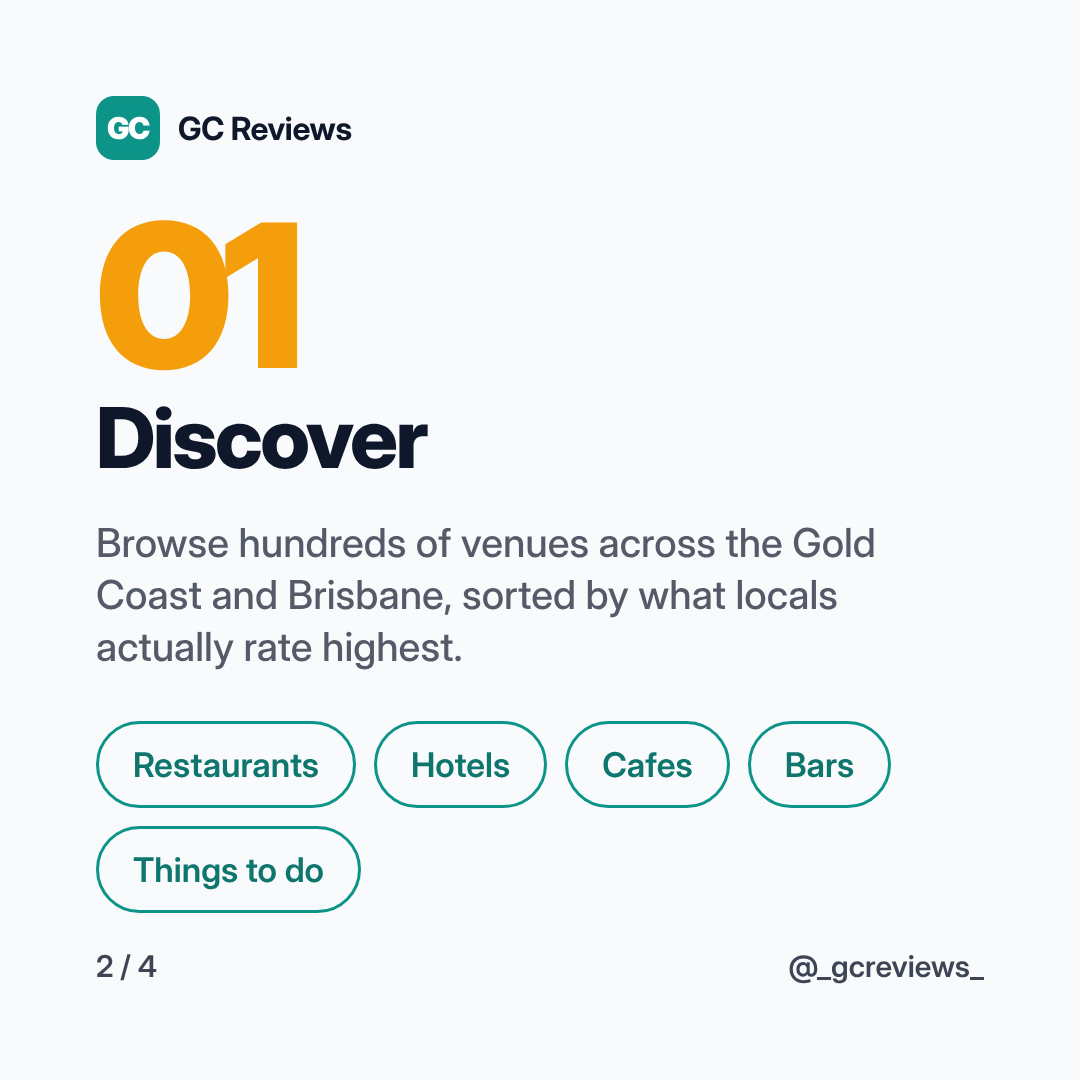 GC GC Reviews
01
Discover
Browse hundreds of venues across the Gold
Coast and Brisbane, sorted by what locals
actually rate highest.
Restaurants Hotels Cafes Bars
Things to do
2 / 4 @_gcreviews_